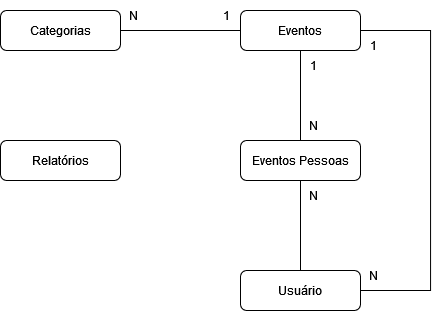 Categorias
N
1
Eventos
1
1
N
Relatórios
Eventos Pessoas
N
N
Usuário